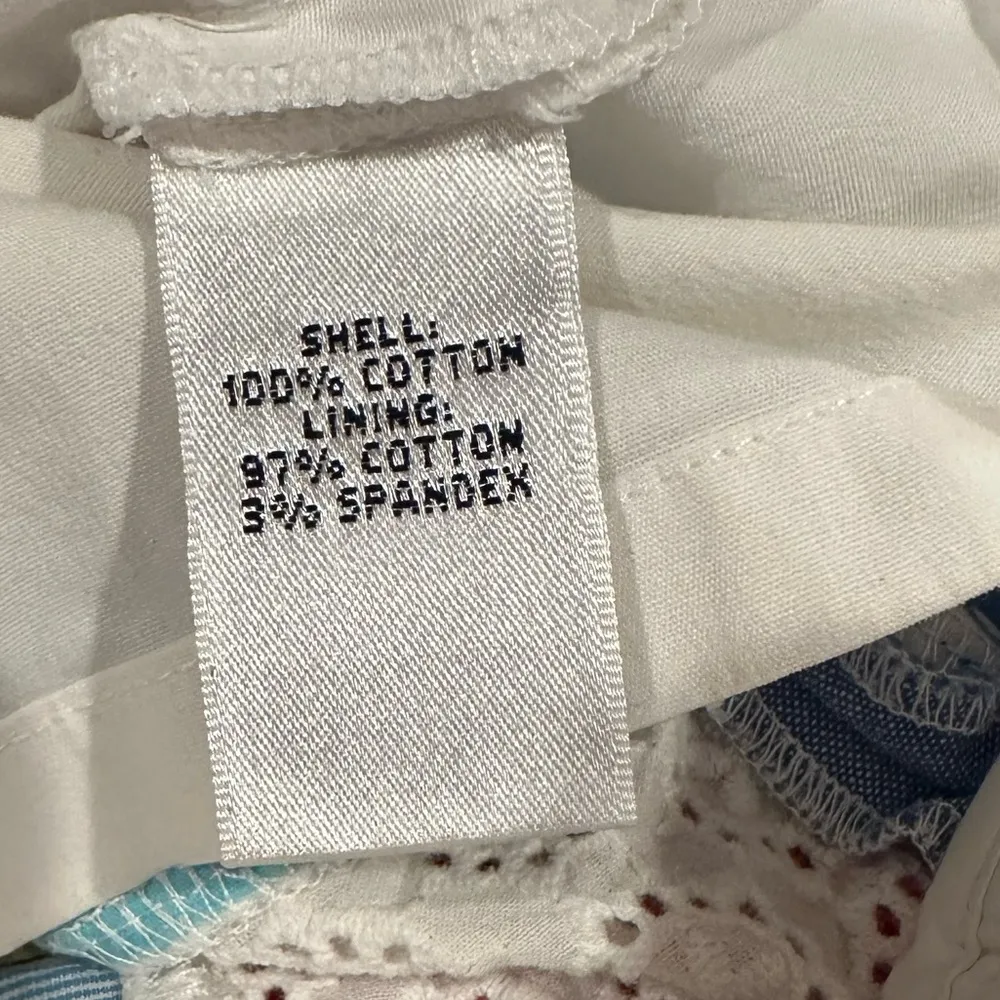 SHELL:
100% COTTON
LINING:
97% COTTON
3% SPANDEX